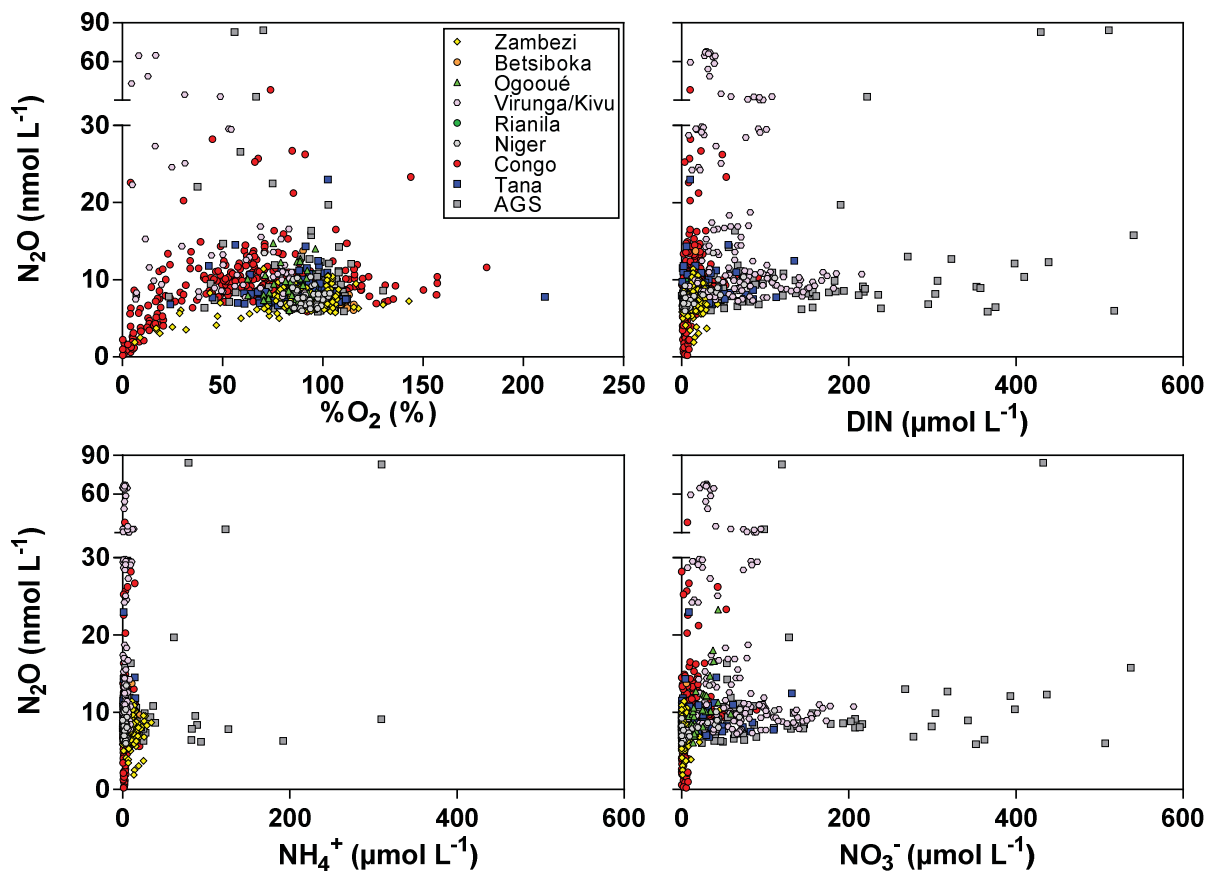 90
60
30
20
10
0
N2O (nmol L-1)
0 50 100 150 200 250
%O2 (%)
Zambezi
Betsiboka
Ogooué
Virunga/Kivu
Rianila
Niger
Congo
Tana
AGS
0 200 400 600
DIN (µmol L-1)
90
60
30
20
10
0
N2O (nmol L-1)
0 200 400 600
NH4+ (µmol L-1)
0 200 400 600
NO3- (µmol L-1)